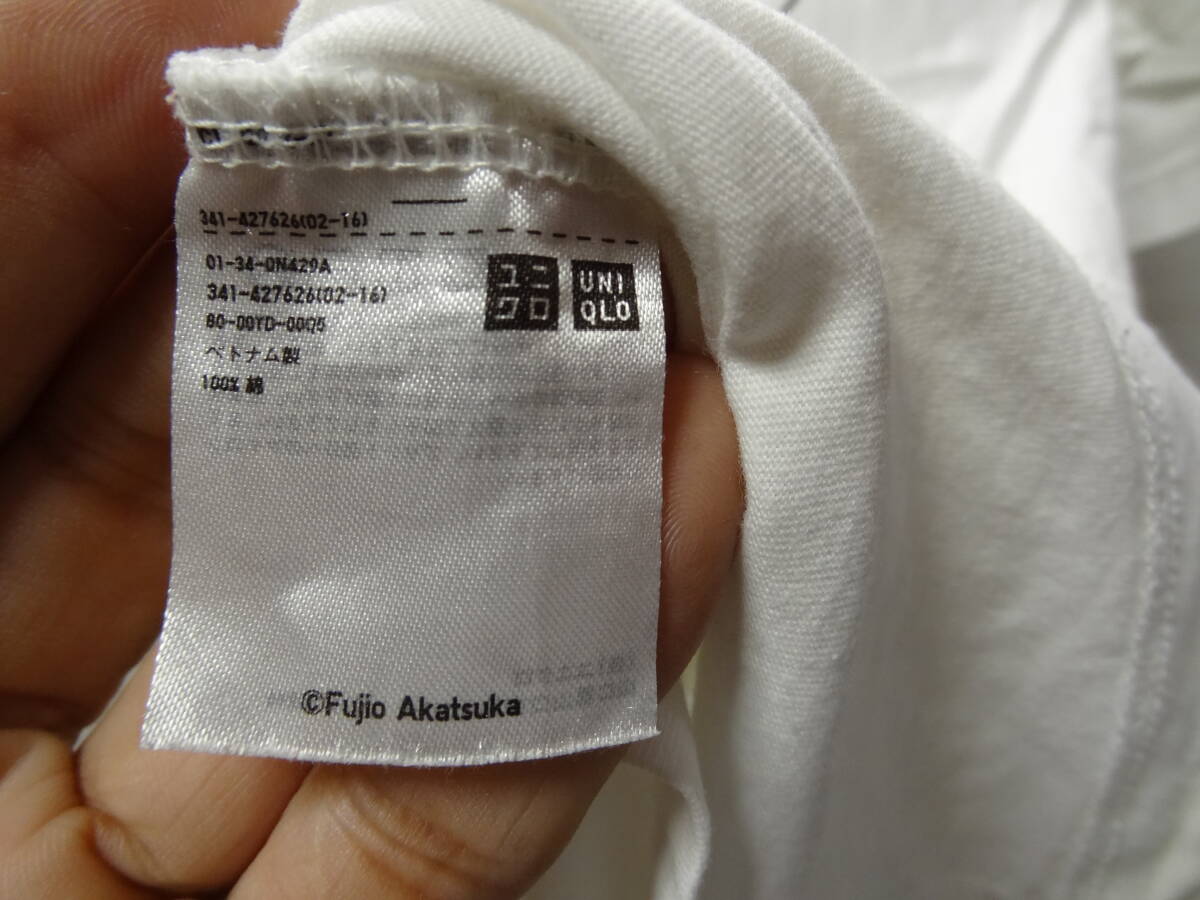 341-427626(02-16)
01-34-0N429A
341-427626(02-16)
80-00YD-00Q5
ベトナム製
100% 綿
ユニ
クロ
UNI
QLO
©Fujio Akatsuka